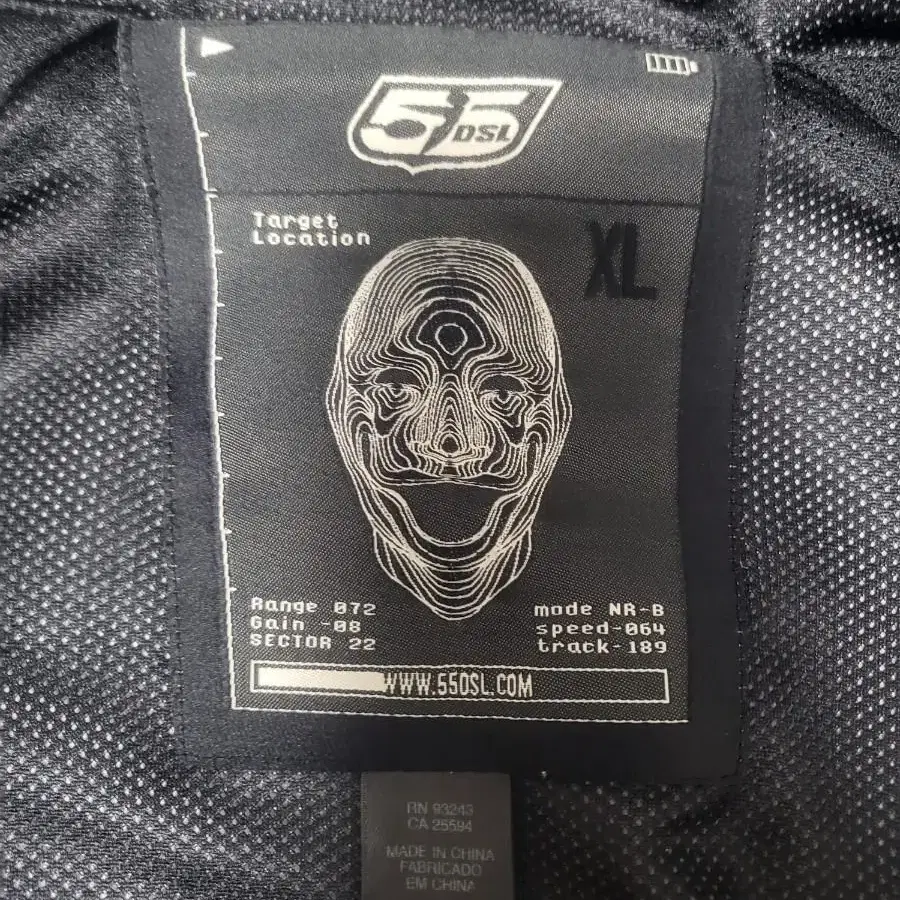 55DSL
Target
Location
XL
Range 072
Gain -08
SECTOR 22
mode NR-B
speed-064
track-189
WWW.55DSL.COM
RN 93243
CA 25594
MADE IN CHINA
FABRICADO
EM CHINA